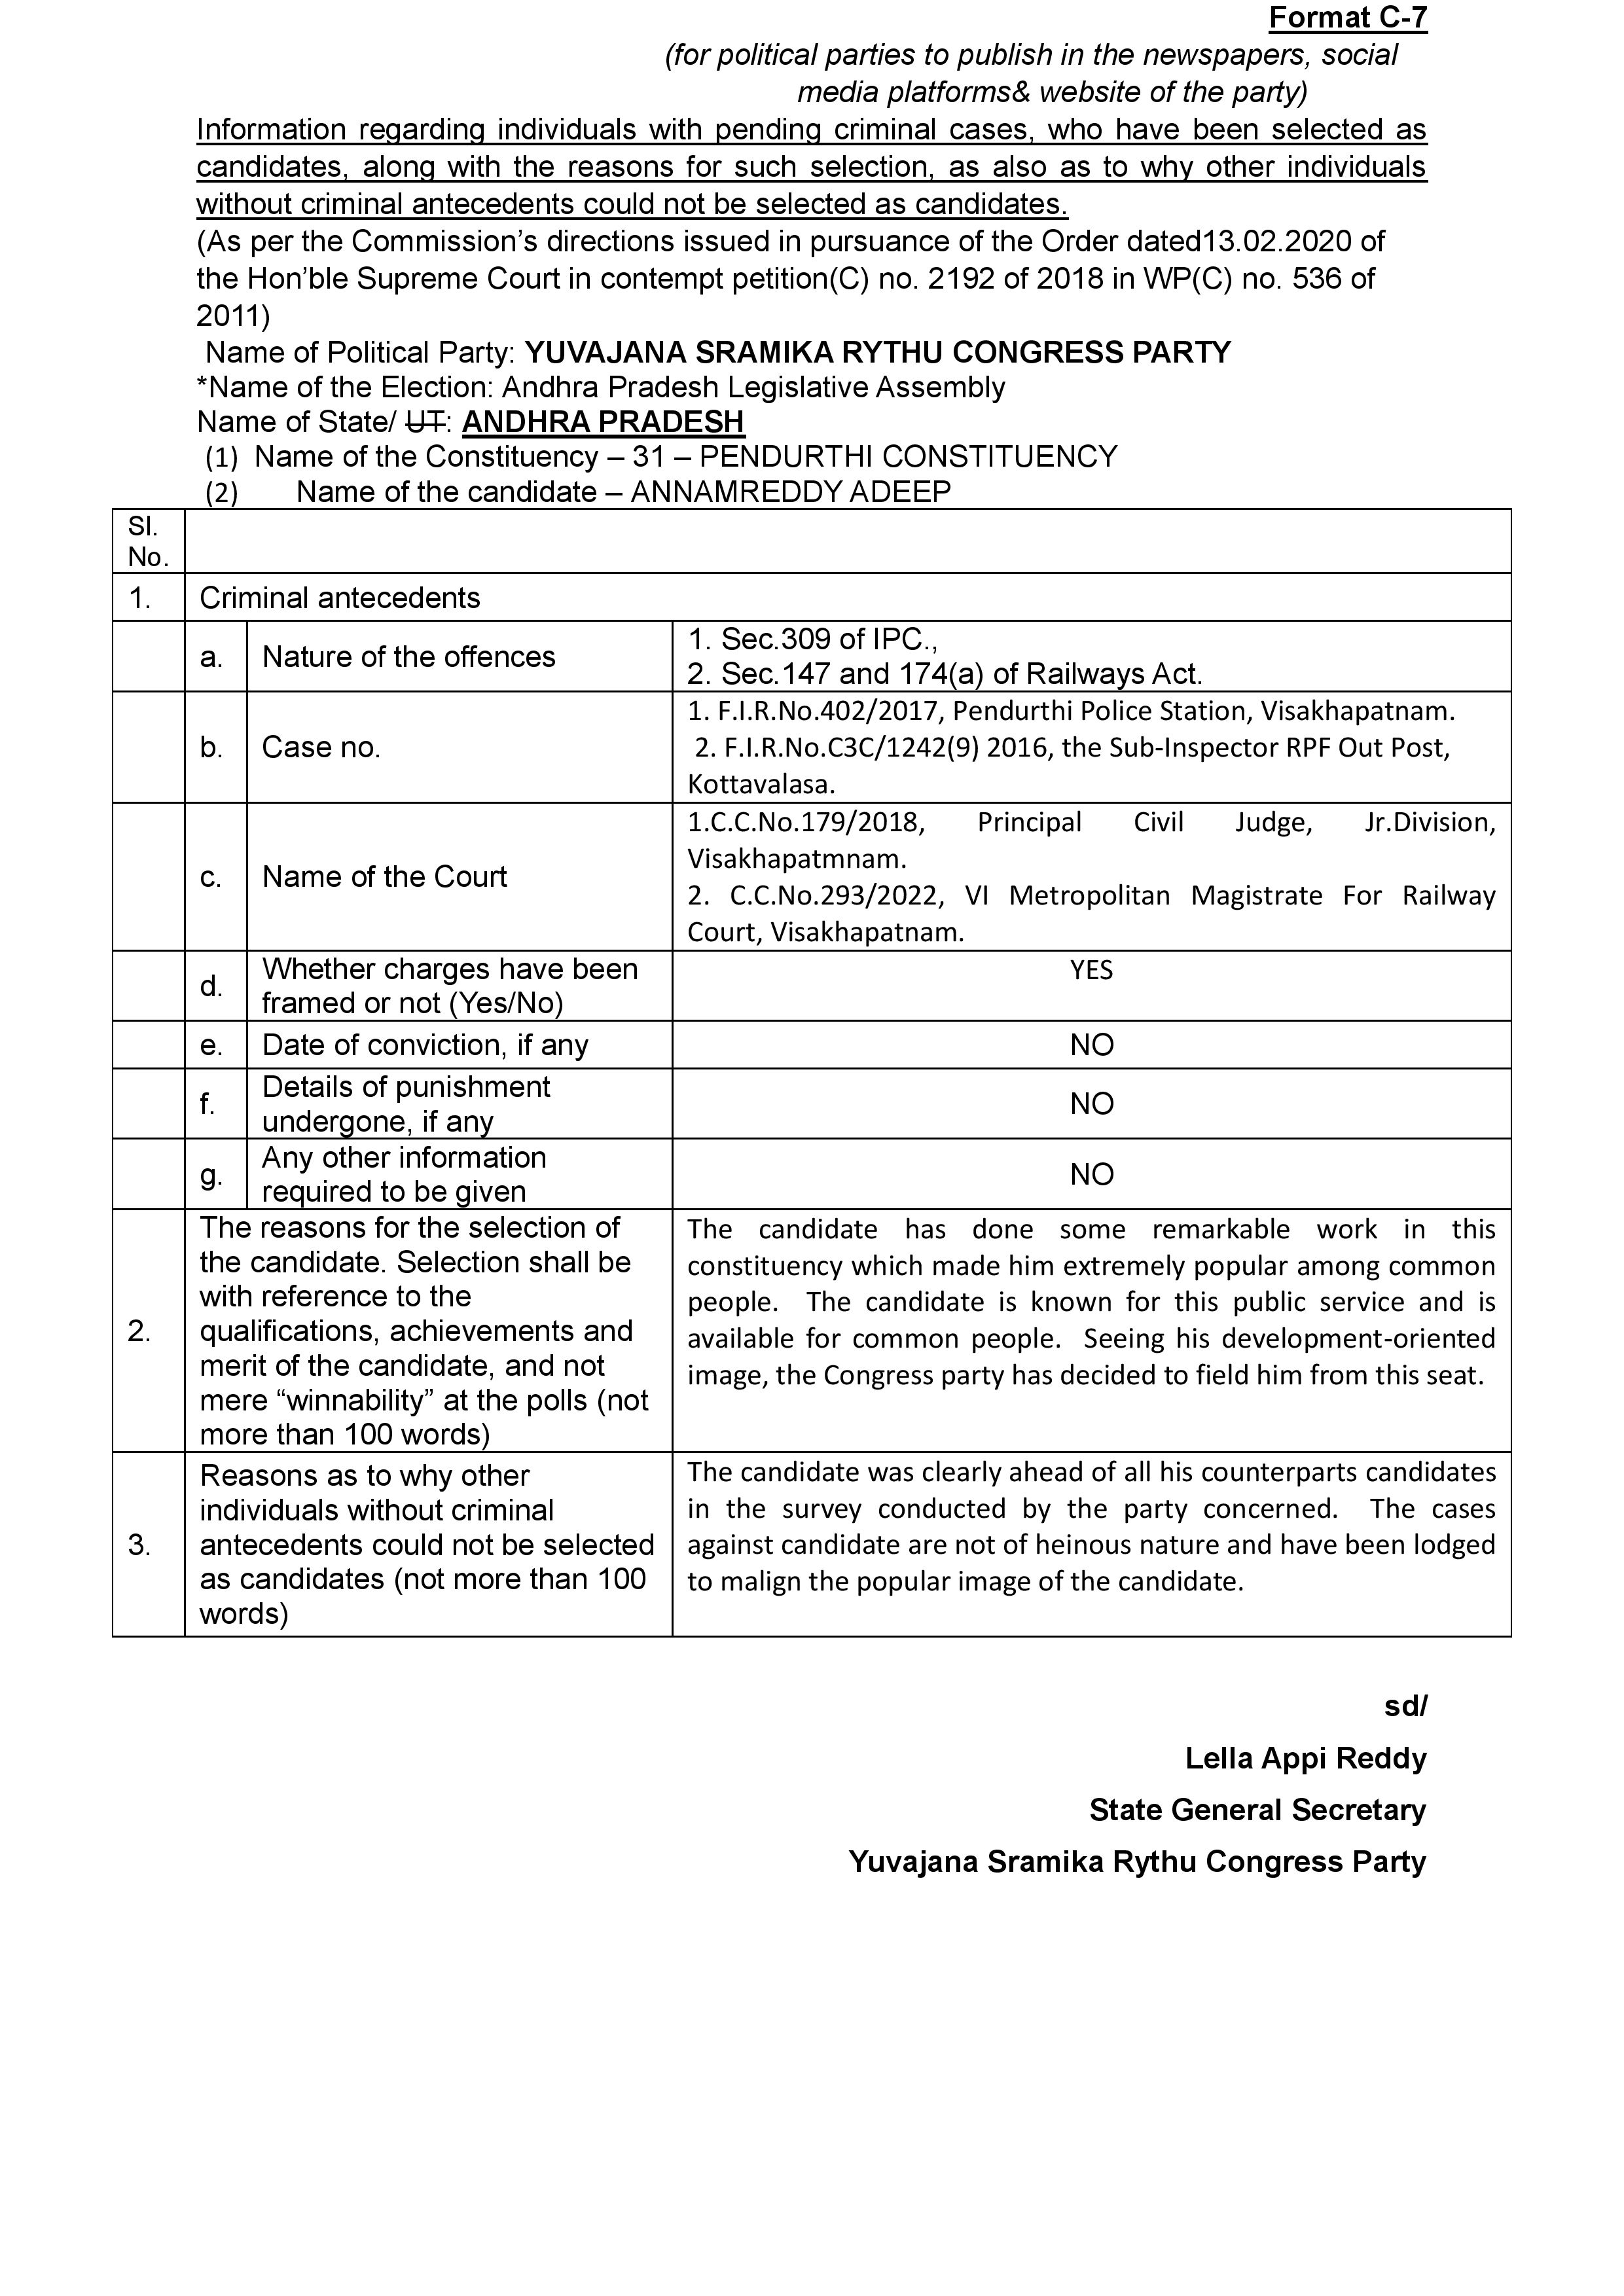 Format C-7
(for political parties to publish in the newspapers, social
media platforms& website of the party)
Information regarding individuals with pending criminal cases, who have been selected as
candidates, along with the reasons for such selection, as also as to why other individuals
without criminal antecedents could not be selected as candidates.
(As per the Commission’s directions issued in pursuance of the Order dated13.02.2020 of
the Hon’ble Supreme Court in contempt petition(C) no. 2192 of 2018 in WP(C) no. 536 of
2011)
Name of Political Party: YUVAJANA SRAMIKA RYTHU CONGRESS PARTY
*Name of the Election: Andhra Pradesh Legislative Assembly
Name of State/ UT: ANDHRA PRADESH
(1) Name of the Constituency – 31 – PENDURTHI CONSTITUENCY
(2) Name of the candidate – ANNAMREDDY ADEEP
Sl.
No.
1. Criminal antecedents
a. Nature of the offences
1. Sec.309 of IPC.,
2. Sec.147 and 174(a) of Railways Act.
b. Case no.
1. F.I.R.No.402/2017, Pendurthi Police Station, Visakhapatnam.
2. F.I.R.No.C3C/1242(9) 2016, the Sub-Inspector RPF Out Post,
Kottavalasa.
c. Name of the Court
1.C.C.No.179/2018, Principal Civil Judge, Jr.Division,
Visakhapatmnam.
2. C.C.No.293/2022, VI Metropolitan Magistrate For Railway
Court, Visakhapatnam.
d. Whether charges have been
framed or not (Yes/No)
YES
e. Date of conviction, if any
NO
f. Details of punishment
undergone, if any
NO
g. Any other information
required to be given
NO
2.
The reasons for the selection of
the candidate. Selection shall be
with reference to the
qualifications, achievements and
merit of the candidate, and not
mere “winnability” at the polls (not
more than 100 words)
The candidate has done some remarkable work in this
constituency which made him extremely popular among common
people. The candidate is known for this public service and is
available for common people. Seeing his development-oriented
image, the Congress party has decided to field him from this seat.
3.
Reasons as to why other
individuals without criminal
antecedents could not be selected
as candidates (not more than 100
words)
The candidate was clearly ahead of all his counterparts candidates
in the survey conducted by the party concerned. The cases
against candidate are not of heinous nature and have been lodged
to malign the popular image of the candidate.
sd/
Lella Appi Reddy
State General Secretary
Yuvajana Sramika Rythu Congress Party